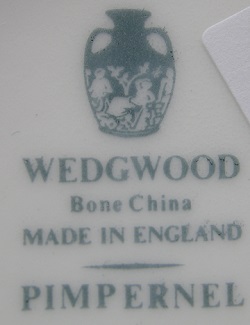 WEDGWOOD
Bone China
MADE IN ENGLAND
PIMPERNEL